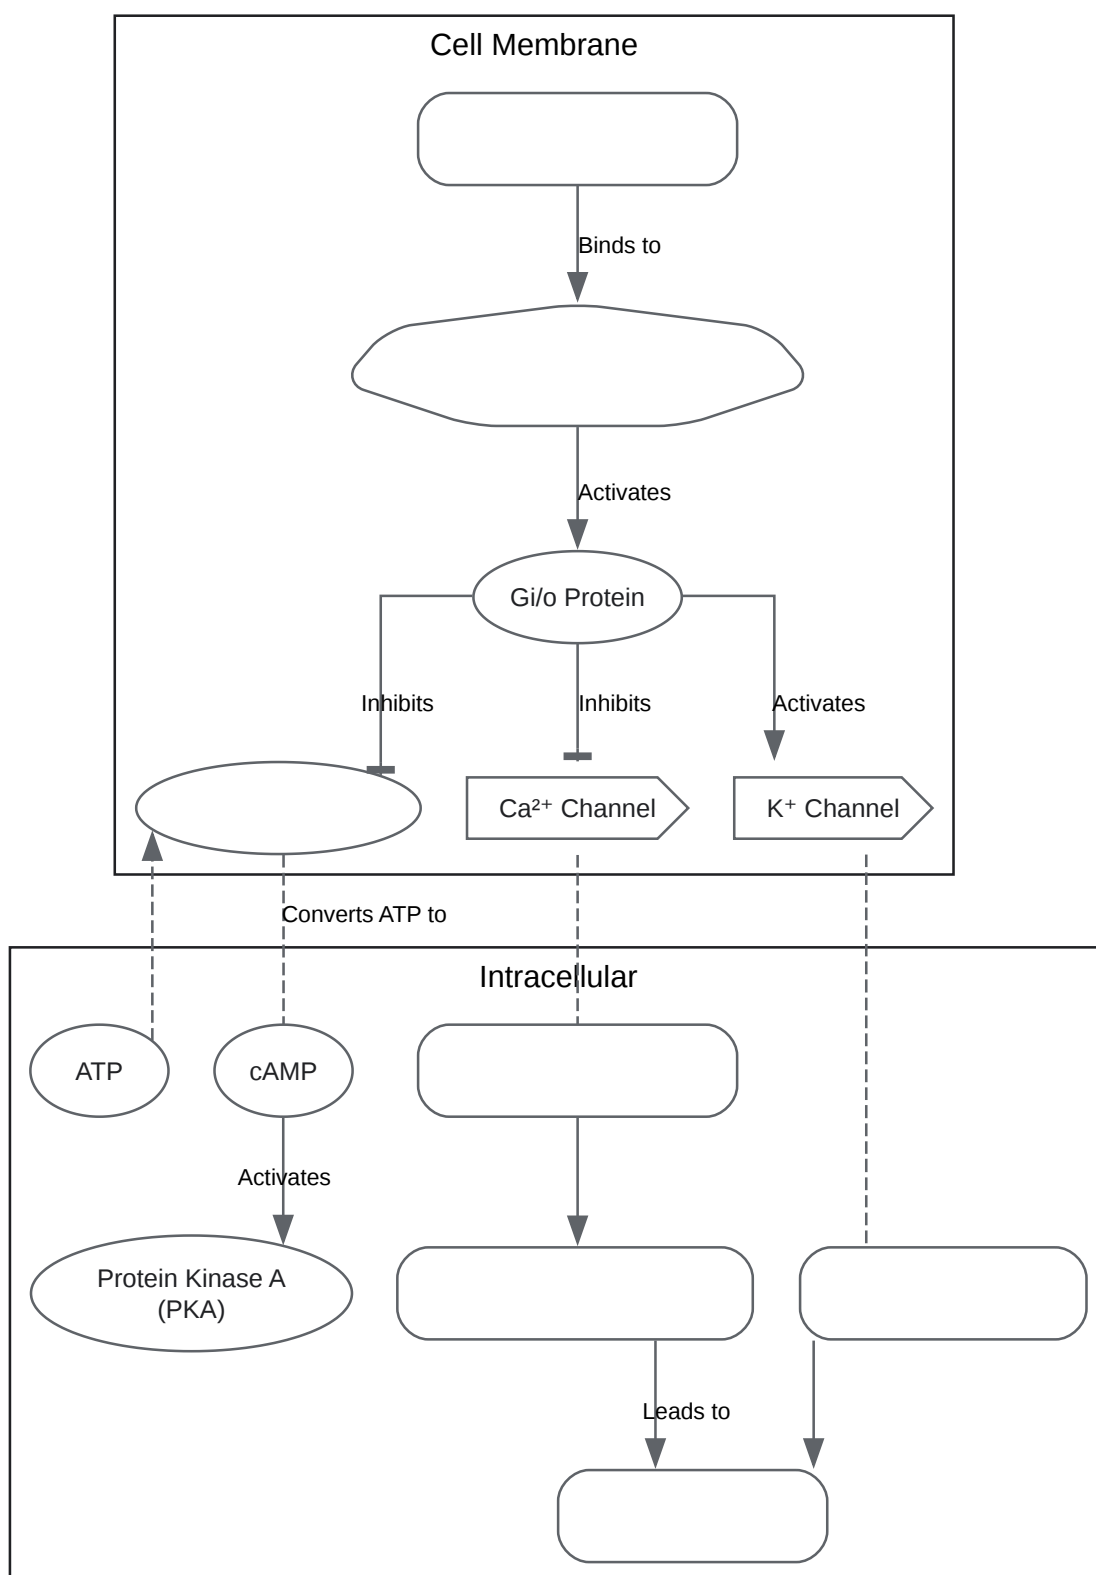 Cell Membrane
Binds to
Activates
Gi/o Protein
Inhibits
Inhibits
Activates
Ca²⁺ Channel
K⁺ Channel
Converts ATP to
Intracellular
ATP
cAMP
Activates
Protein Kinase A
(PKA)
Leads to